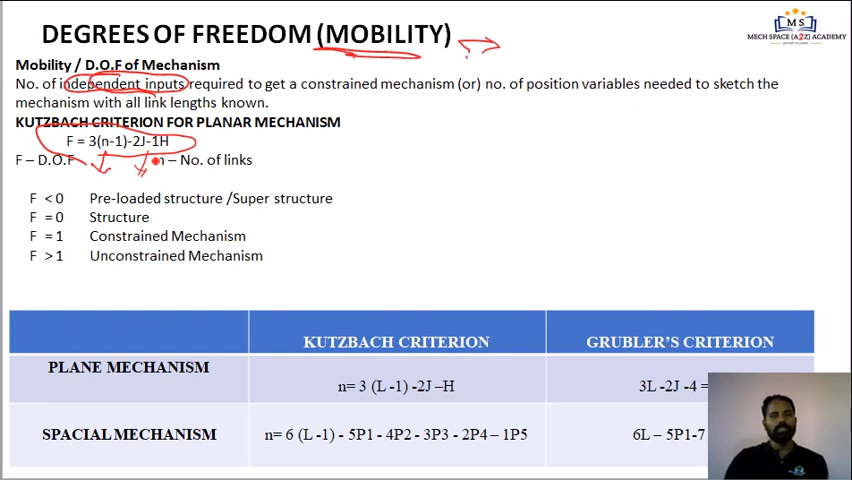 DEGREES OF FREEDOM (MOBILITY)
MS
MECH SPACE (A2Z) ACADEMY
Mobility / D.O.F of Mechanism
No. of independent inputs required to get a constrained mechanism (or) no. of position variables needed to sketch the
mechanism with all link lengths known.
KUTZBACH CRITERION FOR PLANAR MECHANISM
F = 3(n-1)-2J-1H
F – D.O.F n – No. of links
F < 0 Pre-loaded structure /Super structure
F = 0 Structure
F = 1 Constrained Mechanism
F > 1 Unconstrained Mechanism
KUTZBACH CRITERION GRUBLER'S CRITERION
PLANE MECHANISM n= 3 (L -1) -2J –H 3L -2J -4 =
SPACIAL MECHANISM n= 6 (L -1) - 5P1 - 4P2 - 3P3 - 2P4 – 1P5 6L – 5P1-7